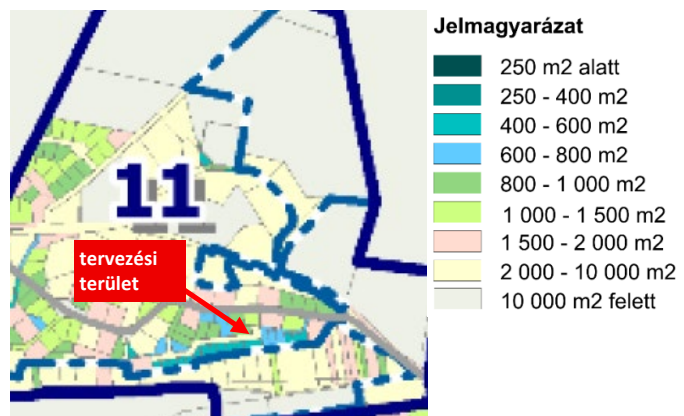 11
tervezési
terület
Jelmagyarázat
250 m2 alatt
250 - 400 m2
400 - 600 m2
600 - 800 m2
800 - 1 000 m2
1 000 - 1 500 m2
1 500 - 2 000 m2
2 000 - 10 000 m2
10 000 m2 felett